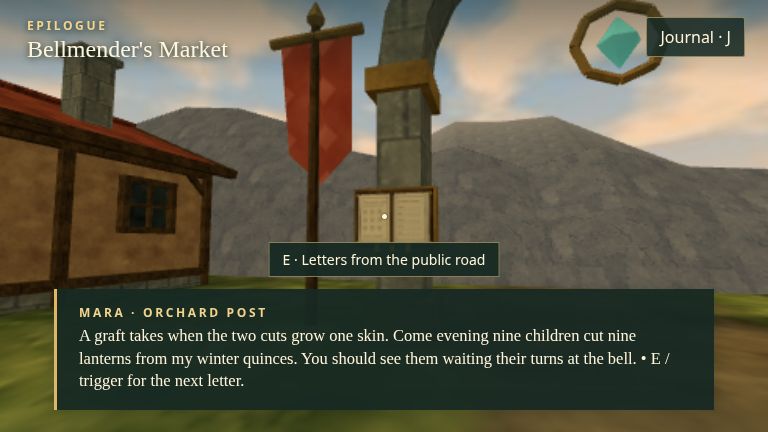 EPILOGUE
Bellmender's Market
Journal · J
E · Letters from the public road
MARA · ORCHARD POST
A graft takes when the two cuts grow one skin. Come evening nine children cut nine
lanterns from my winter quinces. You should see them waiting their turns at the bell. • E /
trigger for the next letter.